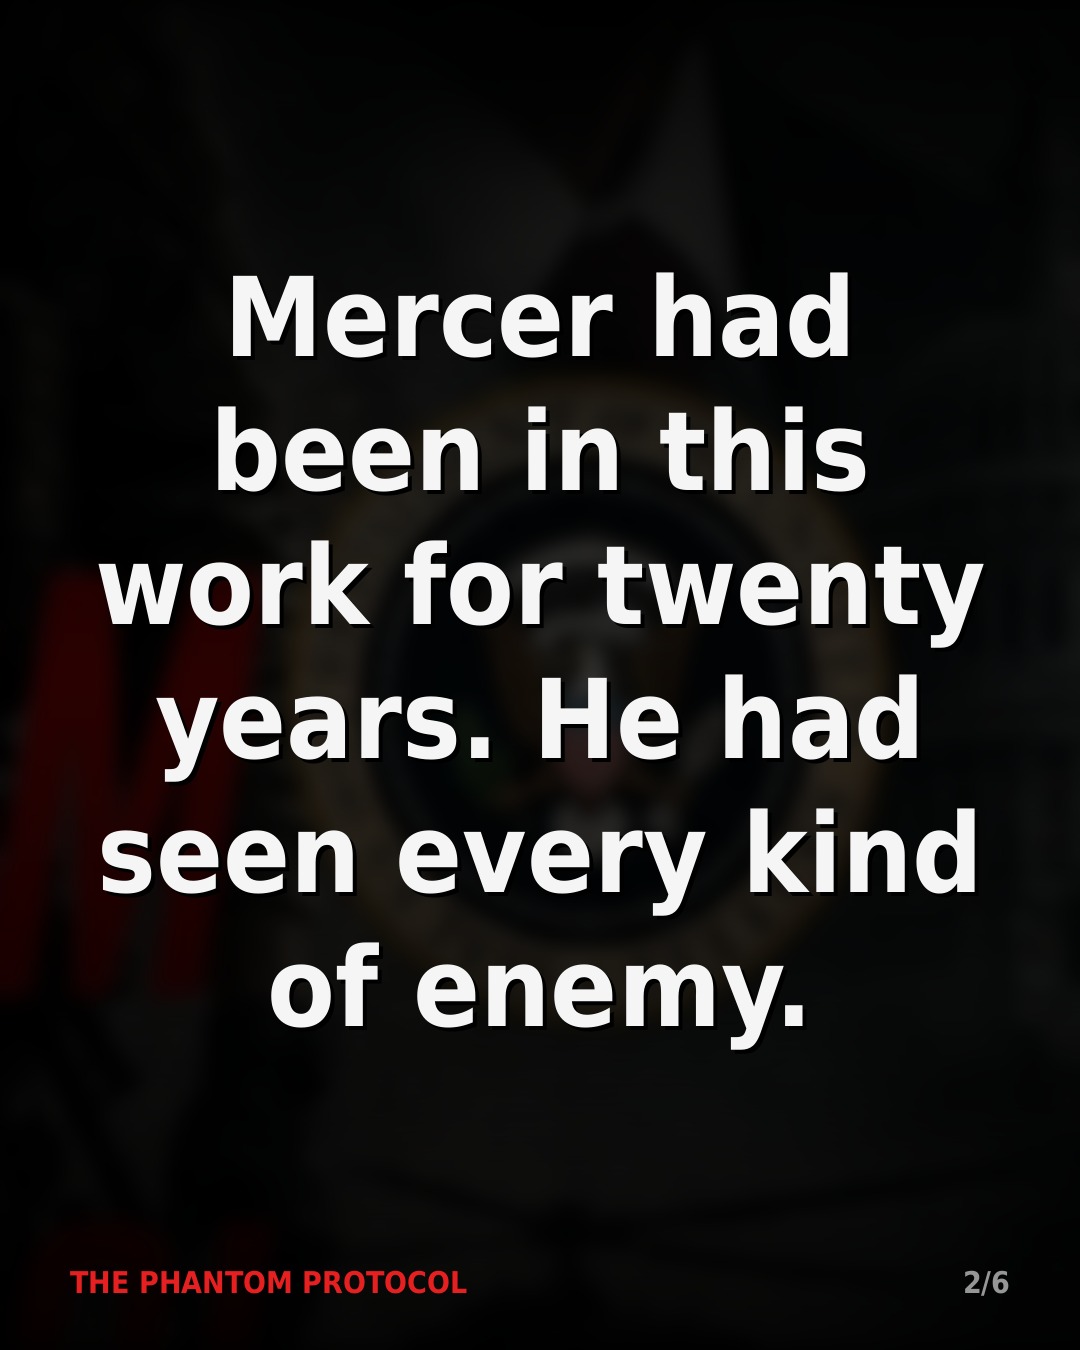 Mercer had
been in this
work for twenty
years. He had
seen every kind
of enemy.
THE PHANTOM PROTOCOL
2/6